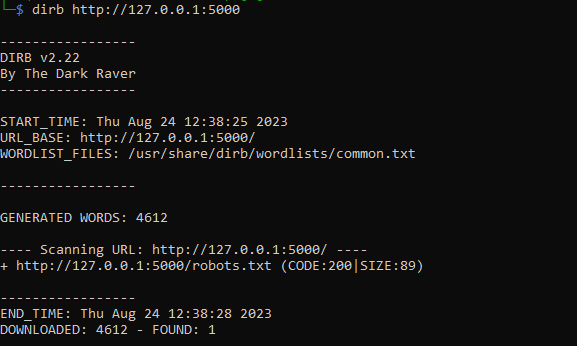 └─$ dirb http://127.0.0.1:5000
-----------------
DIRB v2.22
By The Dark Raver
-----------------
START_TIME: Thu Aug 24 12:38:25 2023
URL_BASE: http://127.0.0.1:5000/
WORDLIST_FILES: /usr/share/dirb/wordlists/common.txt
-----------------
GENERATED WORDS: 4612
---- Scanning URL: http://127.0.0.1:5000/ ----
+ http://127.0.0.1:5000/robots.txt (CODE:200|SIZE:89)
-----------------
END_TIME: Thu Aug 24 12:38:28 2023
DOWNLOADED: 4612 - FOUND: 1